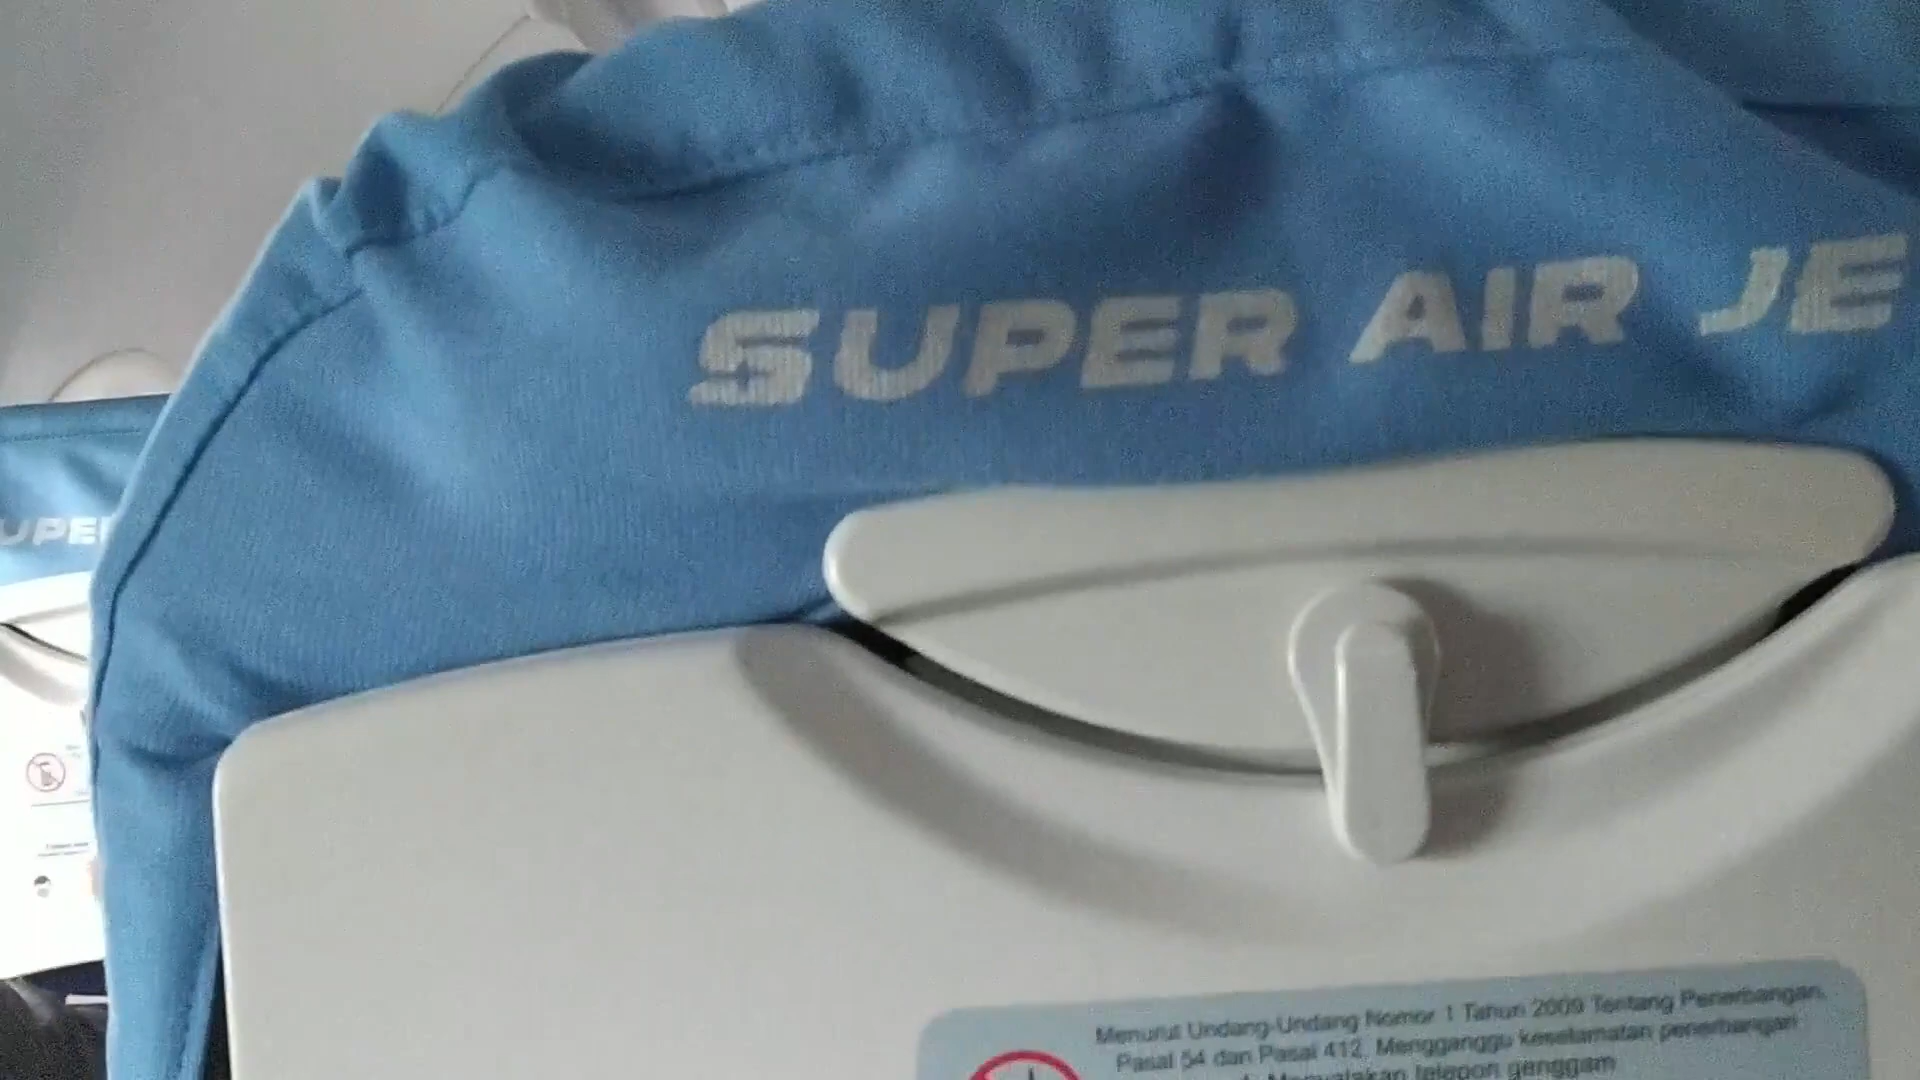 SUPER AIR JE
UPE
Menurut Undang-Undang Nomor 1 Tahun 2009 Tentang Penerbangan,
Pasal 54 dan Pasal 412, Mengganggu keselamatan penerbangan
Menyalakan telepon genggam